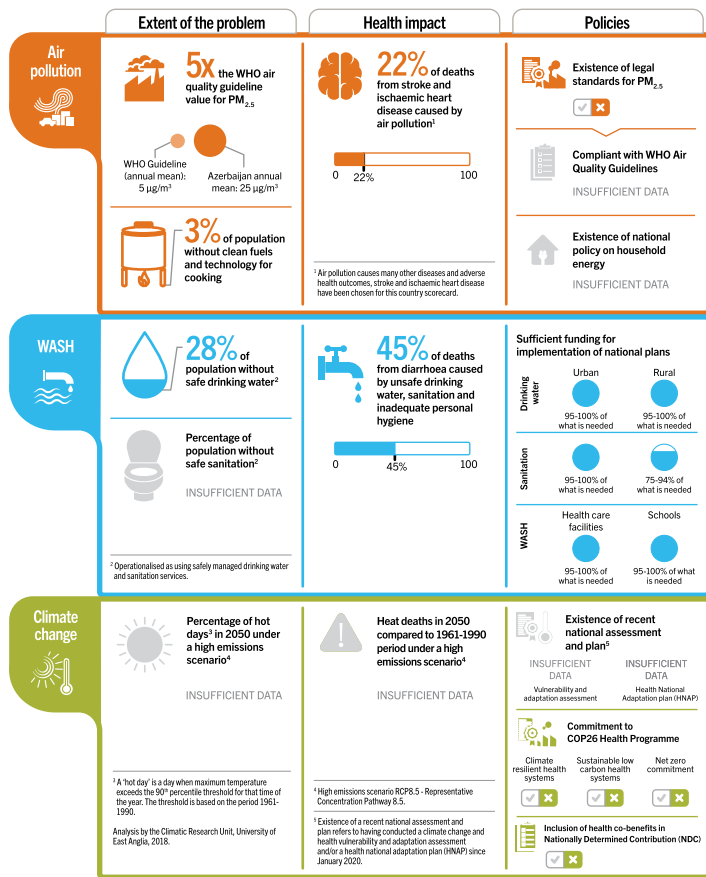 Extent of the problem
Health impact
Policies
Air
pollution
5x the WHO air
quality guideline
value for PM2.5
WHO Guideline
(annual mean):
5 µg/m³
Azerbaijan annual
mean: 25 µg/m³
3% of population
without clean fuels
and technology for
cooking
22% of deaths
from stroke and
ischaemic heart
disease caused by
air pollution¹
0
22%
100
¹ Air pollution causes many other diseases and adverse
health outcomes, stroke and ischaemic heart disease
have been chosen for this country scorecard.
Existence of legal
standards for PM2.5
Compliant with WHO Air
Quality Guidelines
INSUFFICIENT DATA
Existence of national
policy on household
energy
INSUFFICIENT DATA
WASH
28% of
population without
safe drinking water²
Percentage of
population without
safe sanitation²
INSUFFICIENT DATA
² Operationalised as using safely managed drinking water
and sanitation services.
45% of deaths
from diarrhoea caused
by unsafe drinking
water, sanitation and
inadequate personal
hygiene
0
45%
100
Sufficient funding for
implementation of national plans
Drinking
water
Urban
95-100% of
what is needed
Rural
95-100% of
what is needed
Sanitation
95-100% of
what is needed
75-94% of
what is needed
WASH
Health care
facilities
95-100% of
what is needed
Schools
95-100% of what
is needed
Climate
change
Percentage of hot
days³ in 2050 under
a high emissions
scenario⁴
INSUFFICIENT DATA
³ A ‘hot day’ is a day when maximum temperature
exceeds the 90th percentile threshold for that time of
the year. The threshold is based on the period 1961-
1990.
Analysis by the Climatic Research Unit, University of
East Anglia, 2018.
Heat deaths in 2050
compared to 1961-1990
period under a high
emissions scenario⁴
INSUFFICIENT DATA
⁴ High emissions scenario RCP8.5 - Representative
Concentration Pathway 8.5.
⁵ Existence of a recent national assessment and
plan refers to having conducted a climate change and
health vulnerability and adaptation assessment
and/or a health national adaptation plan (HNAP) since
January 2020.
Existence of recent
national assessment
and plan⁵
INSUFFICIENT
DATA
Vulnerability and
adaptation assessment
INSUFFICIENT
DATA
Health National
Adaptation plan (HNAP)
Commitment to
COP26 Health Programme
Climate
resilient health
systems
Sustainable low
carbon health
systems
Net zero
commitment
Inclusion of health co-benefits in
Nationally Determined Contribution (NDC)